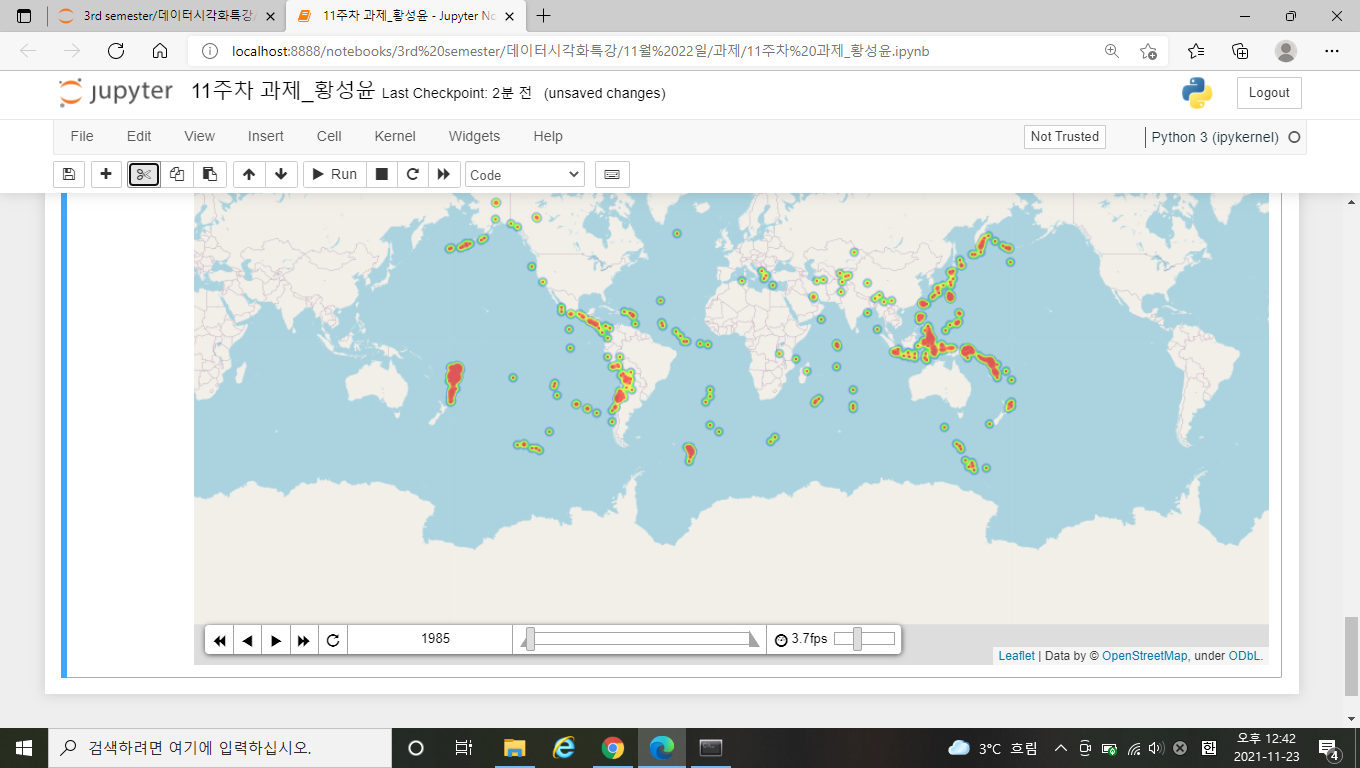 3rd semester/데이터시각화특강/
11주차 과제_황성윤 - Jupyter No
localhost:8888/notebooks/3rd%20semester/데이터시각화특강/11월%2022일/과제/11주차%20과제_황성윤.ipynb
jupyter 11주차 과제_황성윤 Last Checkpoint: 2분 전 (unsaved changes)
Logout
File Edit View Insert Cell Kernel Widgets Help
Not Trusted
Python 3 (ipykernel)
Run
Code
1985
3.7fps
Leaflet | Data by © OpenStreetMap, under ODbL.
검색하려면 여기에 입력하십시오.
3°C 흐림
한
오후 12:42
2021-11-23
4